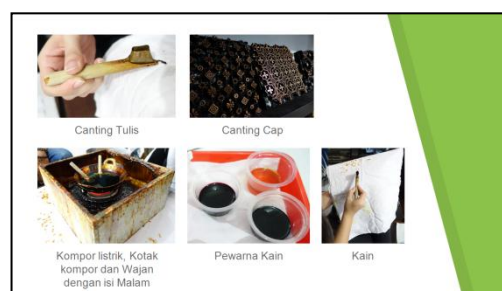 Canting Tulis
Canting Cap
Kompor listrik, Kotak
kompor dan Wajan
dengan isi Malam
Pewarna Kain
Kain